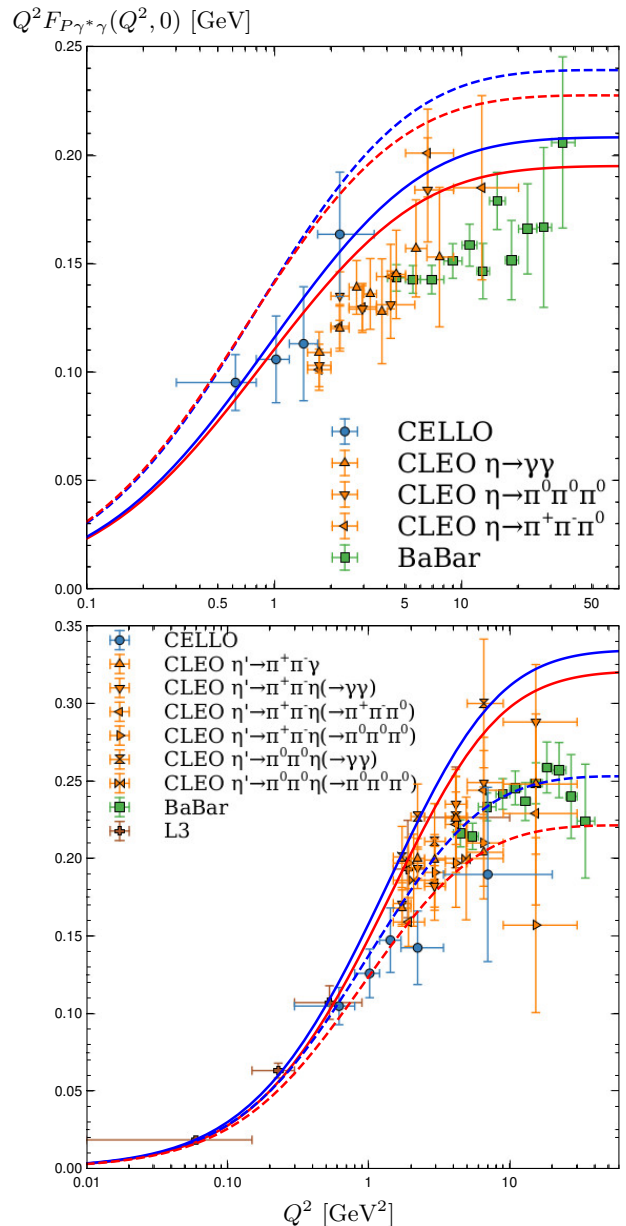 Q²F_{Pγ*γ}(Q², 0) [GeV]
0.25
0.20
0.15
0.10
0.05
0.00
CELLO
CLEO η→γγ
CLEO η→π⁰π⁰π⁰
CLEO η→π⁺π⁻π⁰
BaBar
0.1 0.5 1 5 10 50
0.35
0.30
0.25
0.20
0.15
0.10
0.05
0.00
CELLO
CLEO η'→π⁺π⁻γ
CLEO η'→π⁺π⁻η(→γγ)
CLEO η'→π⁺π⁻η(→π⁺π⁻π⁰)
CLEO η'→π⁺π⁻η(→π⁰π⁰π⁰)
CLEO η'→π⁰π⁰η(→γγ)
CLEO η'→π⁰π⁰η(→π⁰π⁰π⁰)
BaBar
L3
0.01 0.10 1 10
Q² [GeV²]